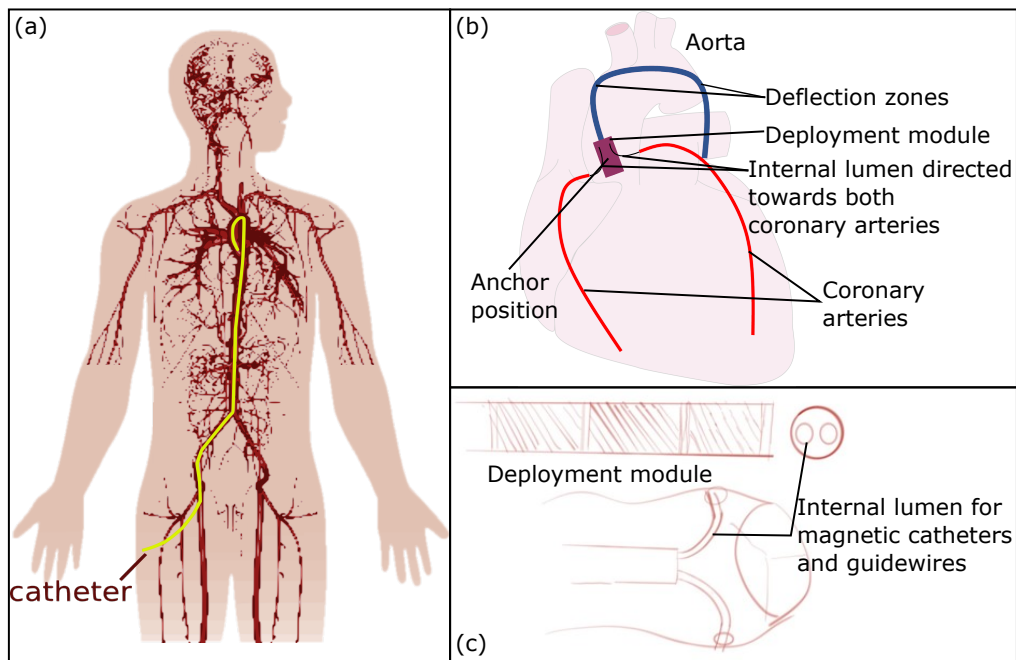 (a)
catheter
(b)
Aorta
Deflection zones
Deployment module
Internal lumen directed
towards both
coronary arteries
Anchor
position
Coronary
arteries
Deployment module
Internal lumen for
magnetic catheters
and guidewires
(c)